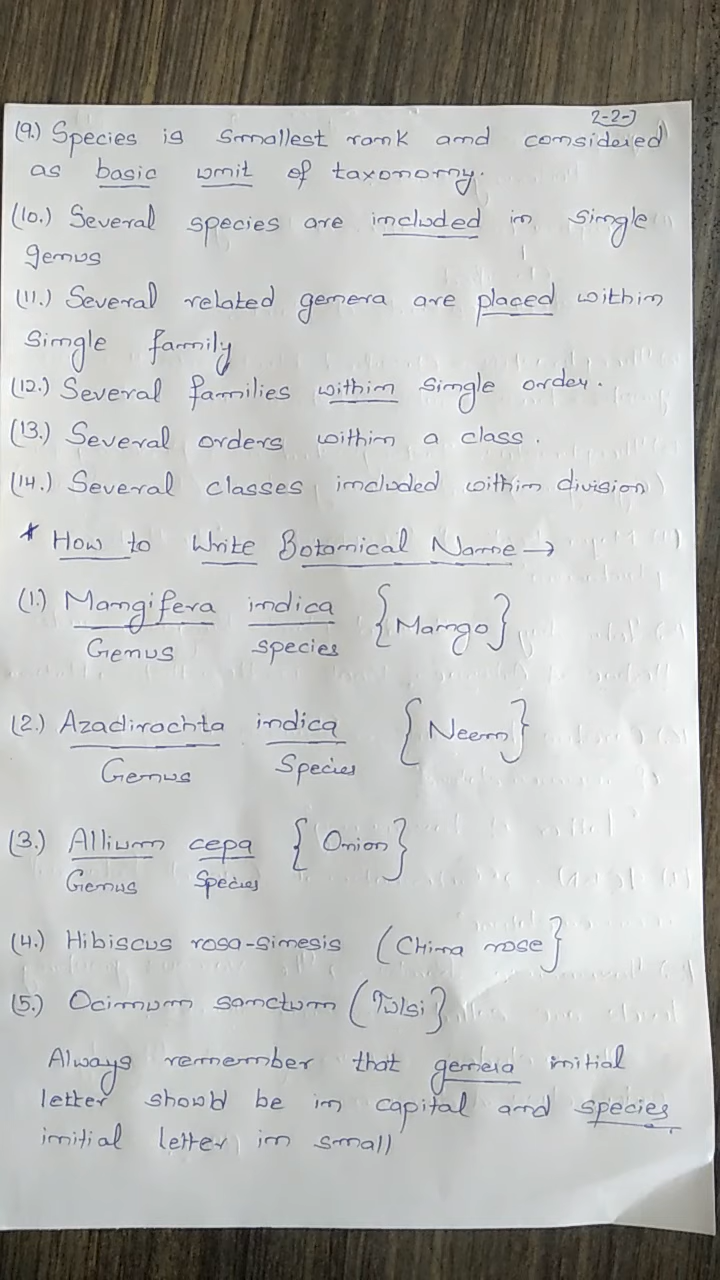 2-2-)
(9.) Species is smallest rank and considered
as basic unit of taxonomy.
(10.) Several species are included in single
genus
(11.) Several related genera are placed within
single family
(12.) Several families within single order.
(13.) Several orders within a class.
(14.) Several classes included within division
* How to Write Botanical Name →
(1.) Mangifera indica {Mango}
Genus species
(2.) Azadirachta indica {Neem}
Genus Species
(3.) Allium cepa {Onion}
Genus Species
(4.) Hibiscus rosa-sinesis (China rose}
(5.) Ocimum sanctum (Tulsi}
Always remember that genera initial
letter should be in capital and species
initial letter in small